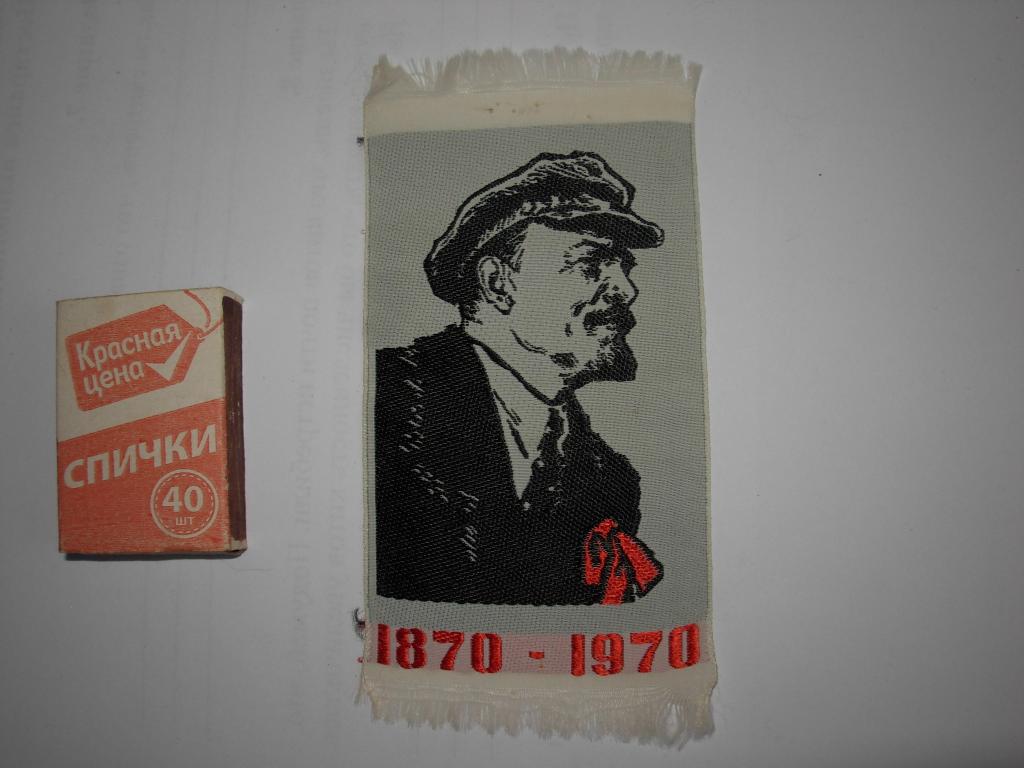 Красная
цена
СПИЧКИ
40
ШТ
1870 - 1970